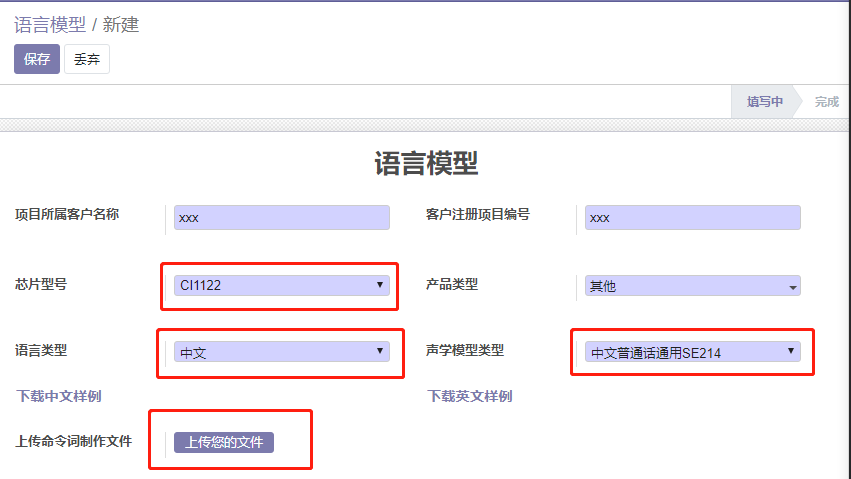 语言模型 / 新建
保存 丢弃
填写中 完成
语言模型
项目所属客户名称 xxx 客户注册项目编号 xxx
芯片型号 CI1122 产品类型 其他
语言类型 中文 声学模型类型 中文普通话通用SE214
下载中文样例 下载英文样例
上传命令词制作文件 上传您的文件